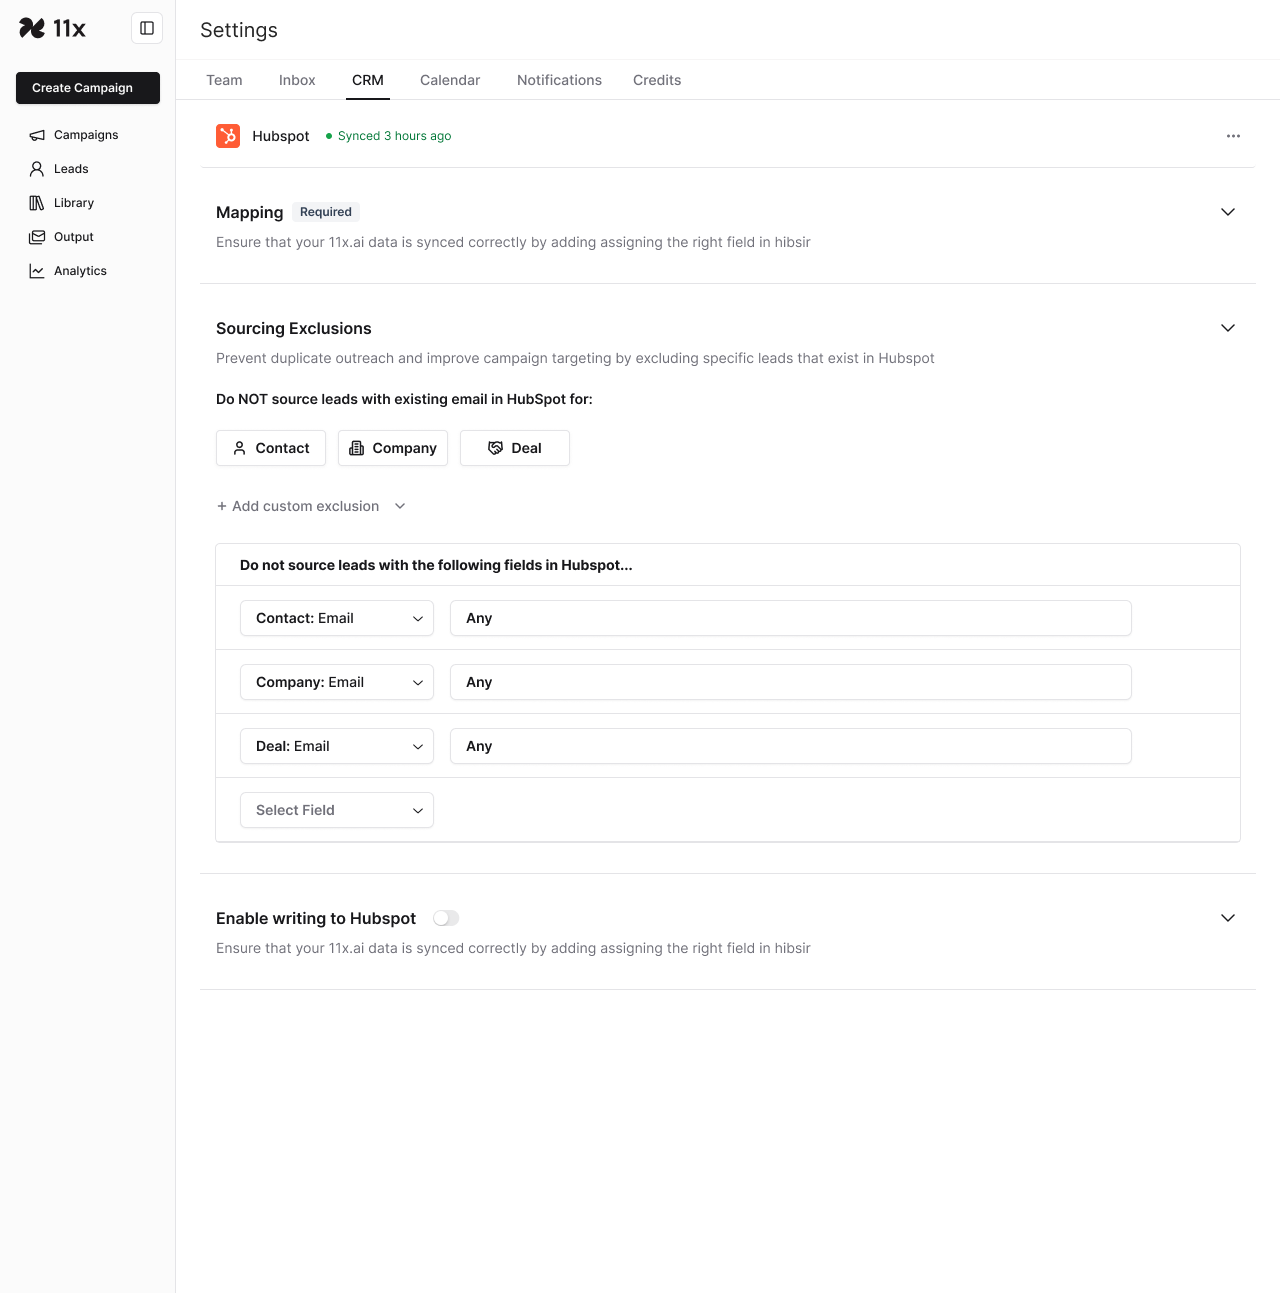 11x
Settings
Create Campaign
Campaigns
Leads
Library
Output
Analytics
Team Inbox CRM Calendar Notifications Credits
Hubspot Synced 3 hours ago
Mapping Required
Ensure that your 11x.ai data is synced correctly by adding assigning the right field in hibsir
Sourcing Exclusions
Prevent duplicate outreach and improve campaign targeting by excluding specific leads that exist in Hubspot
Do NOT source leads with existing email in HubSpot for:
Contact Company Deal
+ Add custom exclusion
Do not source leads with the following fields in Hubspot...
Contact: Email Any
Company: Email Any
Deal: Email Any
Select Field
Enable writing to Hubspot
Ensure that your 11x.ai data is synced correctly by adding assigning the right field in hibsir